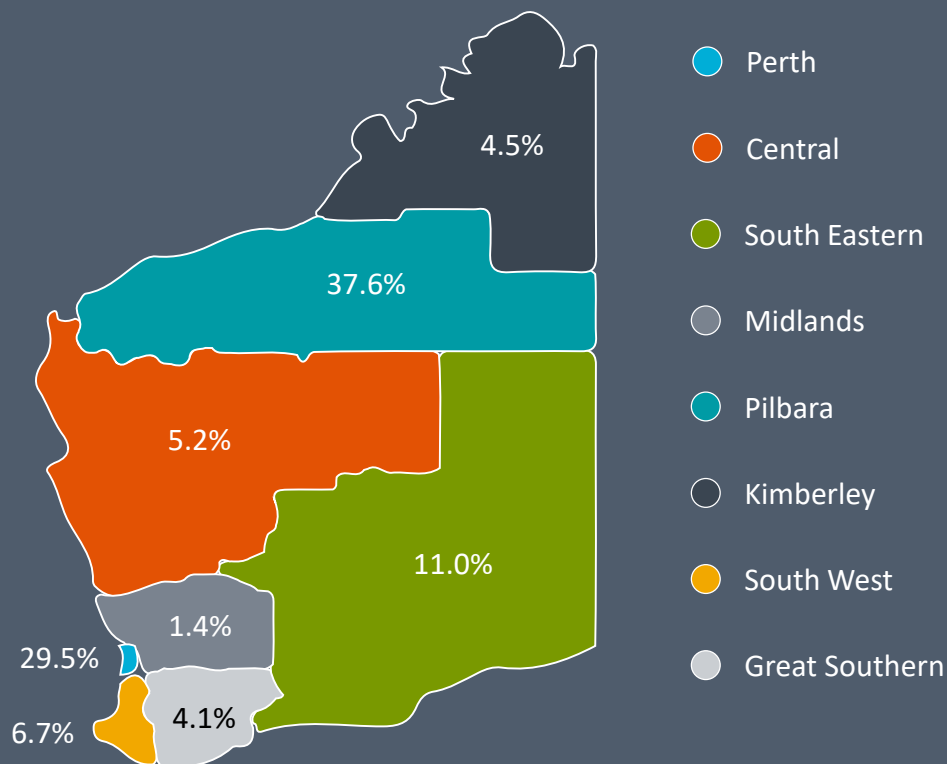 4.5%
37.6%
5.2%
11.0%
1.4%
29.5%
4.1%
6.7%
Perth
Central
South Eastern
Midlands
Pilbara
Kimberley
South West
Great Southern